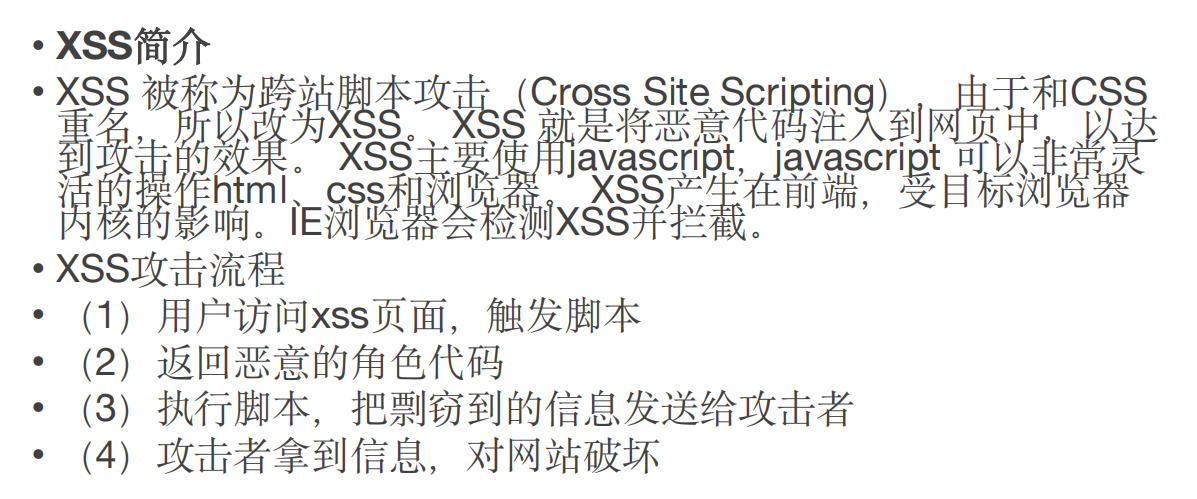 • XSS简介
• XSS 被称为跨站脚本攻击（Cross Site Scripting），由于和CSS
重名，所以改为XSS。 XSS 就是将恶意代码注入到网页中，以达
到攻击的效果。 XSS主要使用javascript，javascript 可以非常灵
活的操作html、css和浏览器。 XSS产生在前端，受目标浏览器
内核的影响。IE浏览器会检测XSS并拦截。
• XSS攻击流程
• （1）用户访问xss页面，触发脚本
• （2）返回恶意的角色代码
• （3）执行脚本，把剽窃到的信息发送给攻击者
• （4）攻击者拿到信息，对网站破坏